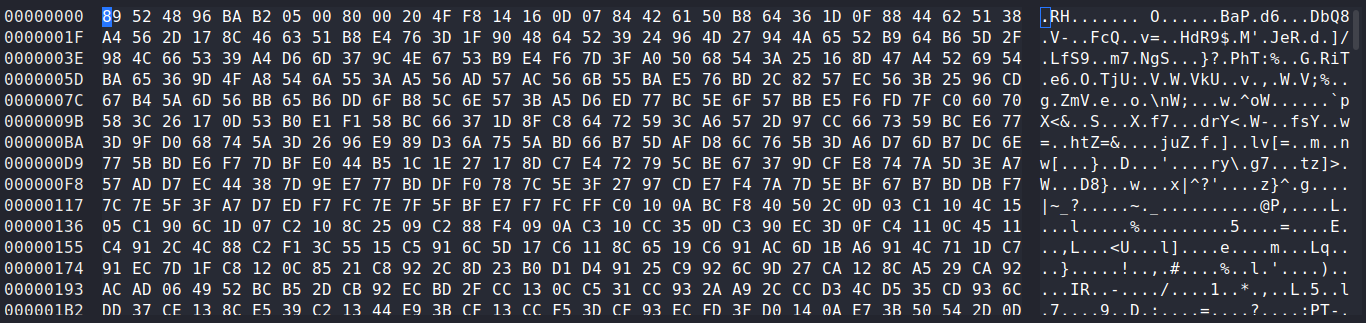 00000000 89 52 48 96 BA B2 05 00 80 00 20 4F F8 14 16 0D 07 84 42 61 50 B8 64 36 1D 0F 88 44 62 51 38 .RH....... O......BaP.d6...DbQ8
0000001F A4 56 2D 17 8C 46 63 51 B8 E4 76 3D 1F 90 48 64 52 39 24 96 4D 27 94 4A 65 52 B9 64 B6 5D 2F .V-..FcQ..v=..HdR9$.M'.JeR.d.]/
0000003E 98 4C 66 53 39 A4 D6 6D 37 9C 4E 67 53 B9 E4 F6 7D 3F A0 50 68 54 3A 25 16 8D 47 A4 52 69 54 .LfS9..m7.NgS...}?.PhT:%..G.RiT
0000005D BA 65 36 9D 4F A8 54 6A 55 3A A5 56 AD 57 AC 56 6B 55 BA E5 76 BD 2C 82 57 EC 56 3B 25 96 CD .e6.O.TjU:.V.W.VkU..v.,.W.V;%..
0000007C 67 B4 5A 6D 56 BB 65 B6 DD 6F B8 5C 6E 57 3B A5 D6 ED 77 BC 5E 6F 57 BB E5 F6 FD 7F C0 60 70 g.ZmV.e..o.\nW;...w.^oW......`p
0000009B 58 3C 26 17 0D 53 B0 E1 F1 58 BC 66 37 1D 8F C8 64 72 59 3C A6 57 2D 97 CC 66 73 59 BC E6 77 X<&..S...X.f7...drY<.W-..fsY..w
000000BA 3D 9F D0 68 74 5A 3D 26 96 E9 89 D3 6A 75 5A BD 66 B7 5D AF D8 6C 76 5B 3D A6 D7 6D B7 DC 6E =..htZ=&....juZ.f.]..lv[=..m..n
000000D9 77 5B BD E6 F7 7D BF E0 44 B5 1C 1E 27 17 8D C7 E4 72 79 5C BE 67 37 9D CF E8 74 7A 5D 3E A7 w[...}..D...'....ry\.g7...tz]>.
000000F8 57 AD D7 EC 44 38 7D 9E E7 77 BD DF F0 78 7C 5E 3F 27 97 CD E7 F4 7A 7D 5E BF 67 B7 BD DB F7 W...D8}..w...x|^?'....z}^.g....
00000117 7C 7E 5F 3F A7 D7 ED F7 FC 7E 7F 5F BF E7 F7 FC FF C0 10 0A BC F8 40 50 2C 0D 03 C1 10 4C 15 |~_?.....~._..........@P,....L.
00000136 05 C1 90 6C 1D 07 C2 10 8C 25 09 C2 88 F4 09 0A C3 10 CC 35 0D C3 90 EC 3D 0F C4 11 0C 45 11 ...l.....%.........5....=....E.
00000155 C4 91 2C 4C 88 C2 F1 3C 55 15 C5 91 6C 5D 17 C6 11 8C 65 19 C6 91 AC 6D 1B A6 91 4C 71 1D C7 ..,L...<U...l]....e....m...Lq..
00000174 91 EC 7D 1F C8 12 0C 85 21 C8 92 2C 8D 23 B0 D1 D4 91 25 C9 92 6C 9D 27 CA 12 8C A5 29 CA 92 ..}.....!..,.#....%..l.'....)..
00000193 AC AD 06 49 52 BC B5 2D CB 92 EC BD 2F CC 13 0C C5 31 CC 93 2A A9 2C CC D3 4C D5 35 CD 93 6C ...IR..-..../....1..*.,..L.5..l
000001B2 DD 37 CE 13 8C E5 39 C2 13 44 E9 3B CF 13 CC F5 3D CF 93 EC FD 3F D0 14 0A E7 3B 50 54 2D 0D .7....9..D.;....=....?....;PT-.